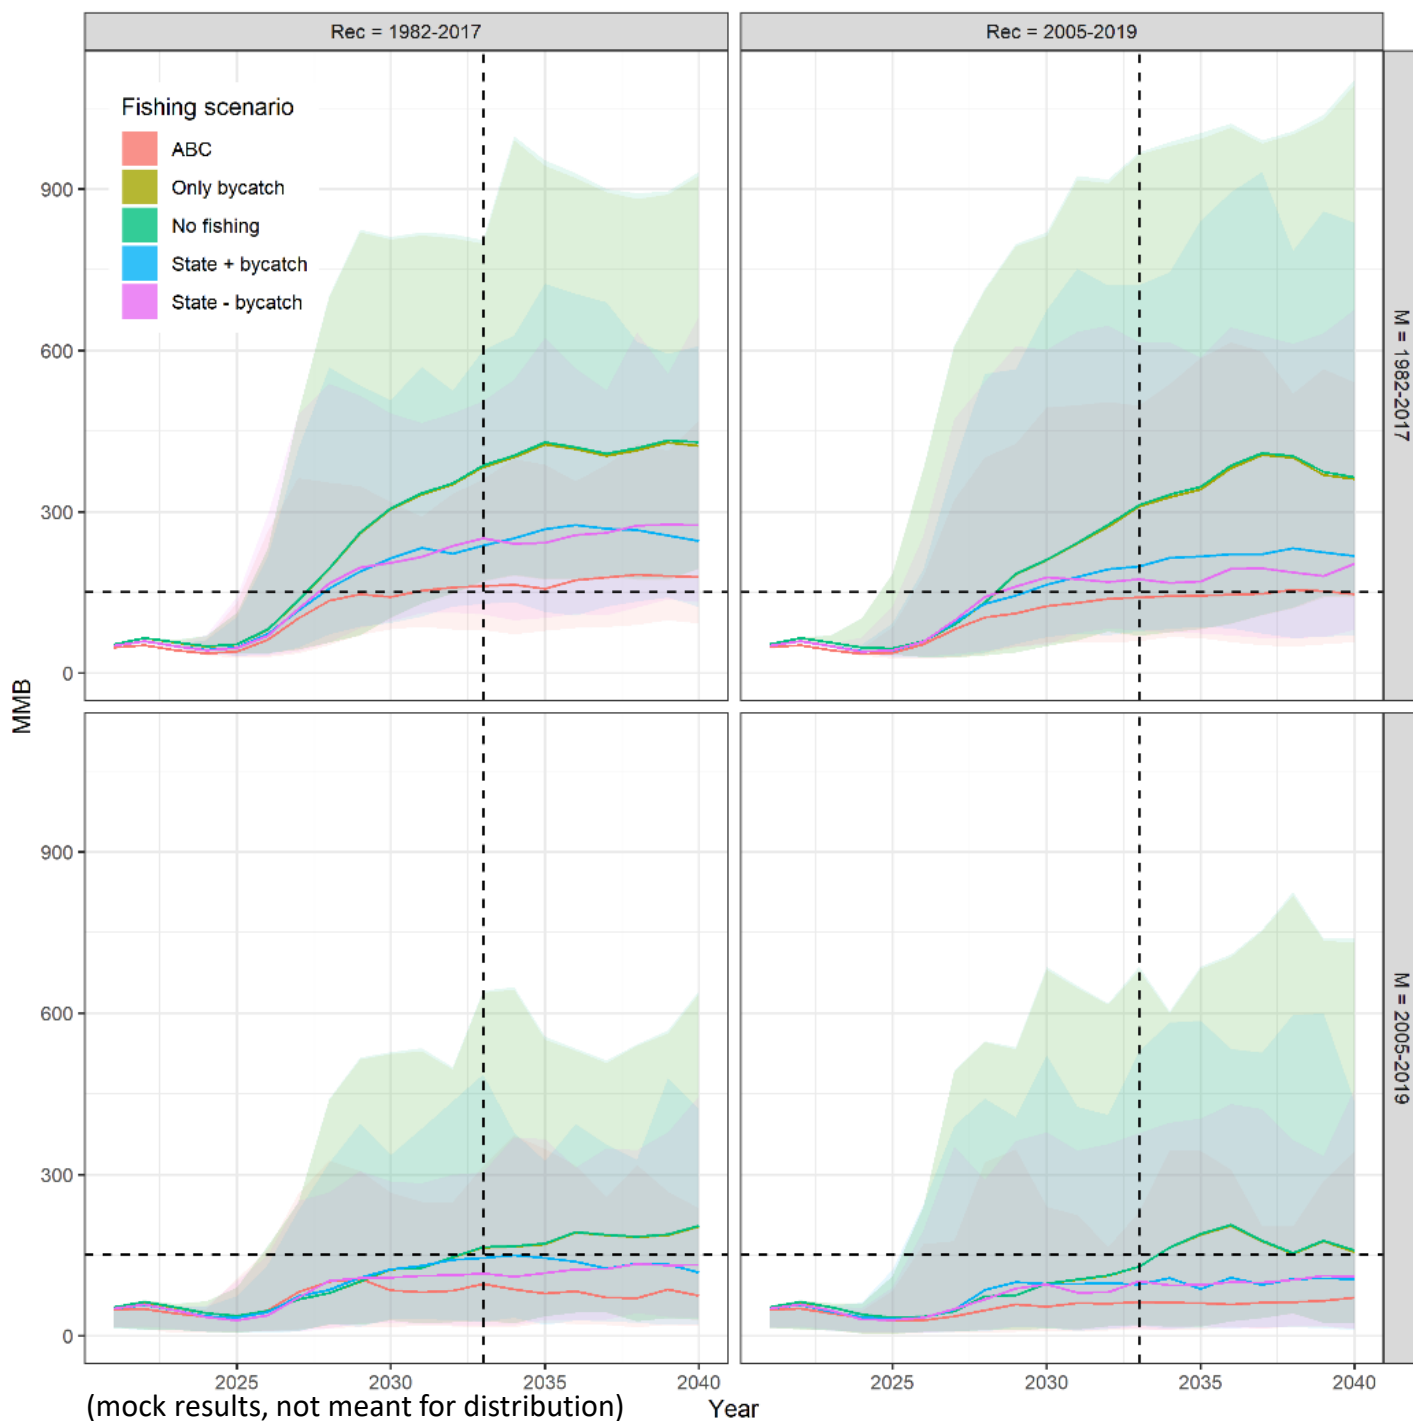 Rec = 1982-2017
Rec = 2005-2019
Fishing scenario
ABC
Only bycatch
No fishing
State + bycatch
State - bycatch
900
600
300
0
M = 1982-2017
MMB
900
600
300
0
M = 2005-2019
2025 2030 2035 2040
2025 2030 2035 2040
(mock results, not meant for distribution)
Year